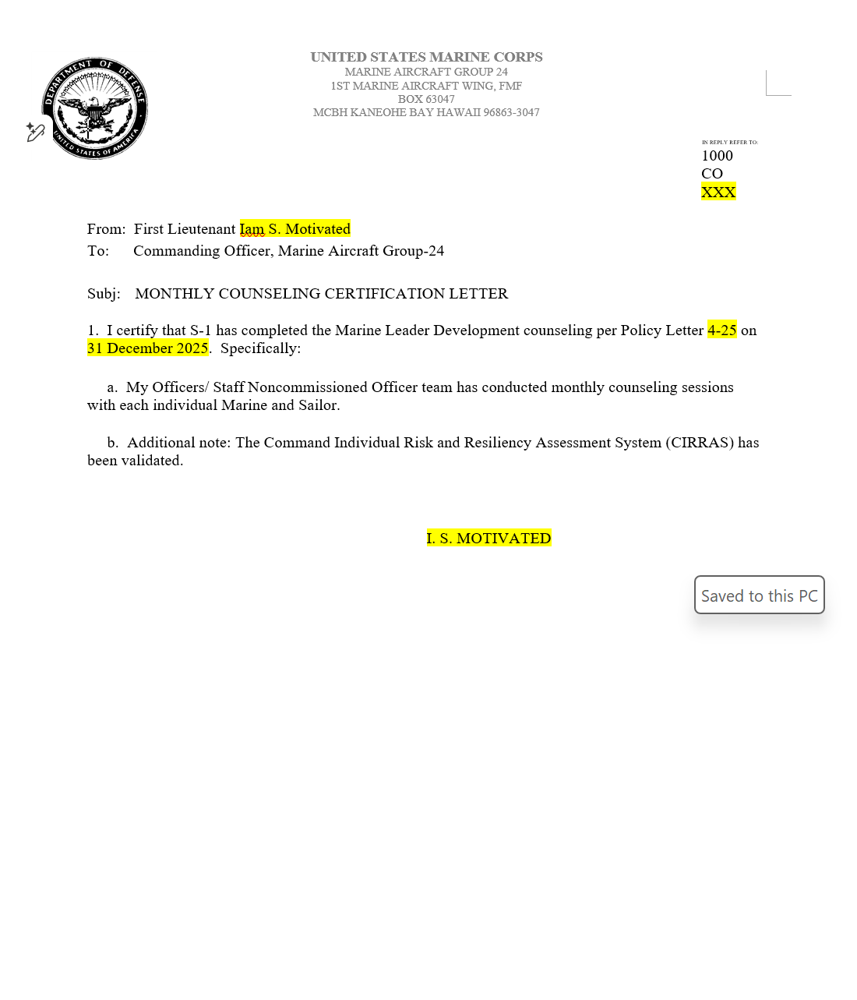 DEPARTMENT OF DEFENSE
UNITED STATES OF AMERICA
UNITED STATES MARINE CORPS
MARINE AIRCRAFT GROUP 24
1ST MARINE AIRCRAFT WING, FMF
BOX 63047
MCBH KANEOHE BAY HAWAII 96863-3047
IN REPLY REFER TO:
1000
CO
XXX
From:  First Lieutenant Iam S. Motivated
To:  Commanding Officer, Marine Aircraft Group-24
Subj:  MONTHLY COUNSELING CERTIFICATION LETTER
1.  I certify that S-1 has completed the Marine Leader Development counseling per Policy Letter 4-25 on
31 December 2025.  Specifically:
a.  My Officers/ Staff Noncommissioned Officer team has conducted monthly counseling sessions
with each individual Marine and Sailor.
b.  Additional note: The Command Individual Risk and Resiliency Assessment System (CIRRAS) has
been validated.
I. S. MOTIVATED
Saved to this PC